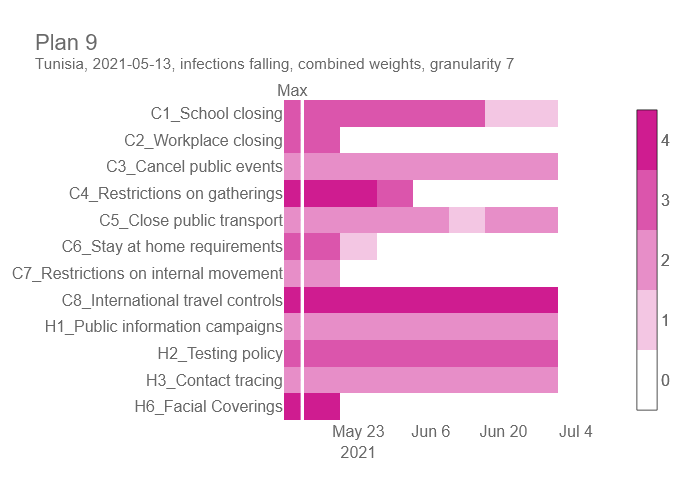 Plan 9
Tunisia, 2021-05-13, infections falling, combined weights, granularity 7
Max
C1_School closing
C2_Workplace closing
C3_Cancel public events
C4_Restrictions on gatherings
C5_Close public transport
C6_Stay at home requirements
C7_Restrictions on internal movement
C8_International travel controls
H1_Public information campaigns
H2_Testing policy
H3_Contact tracing
H6_Facial Coverings
May 23 Jun 6 Jun 20 Jul 4
2021
4
3
2
1
0